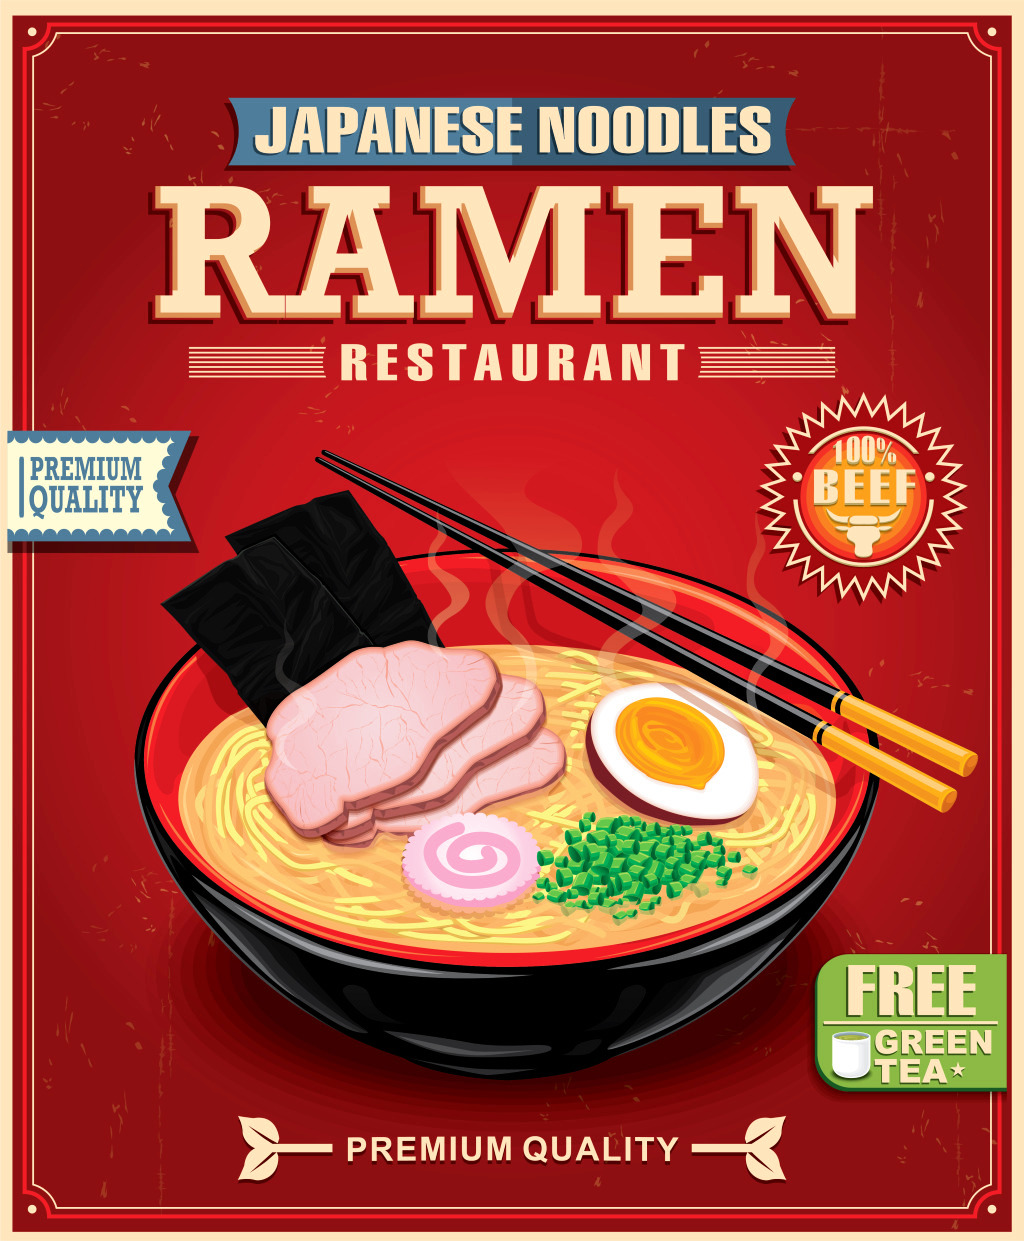 JAPANESE NOODLES
RAMEN
RESTAURANT
PREMIUM
QUALITY
100%
BEEF
FREE
GREEN
TEA
PREMIUM QUALITY